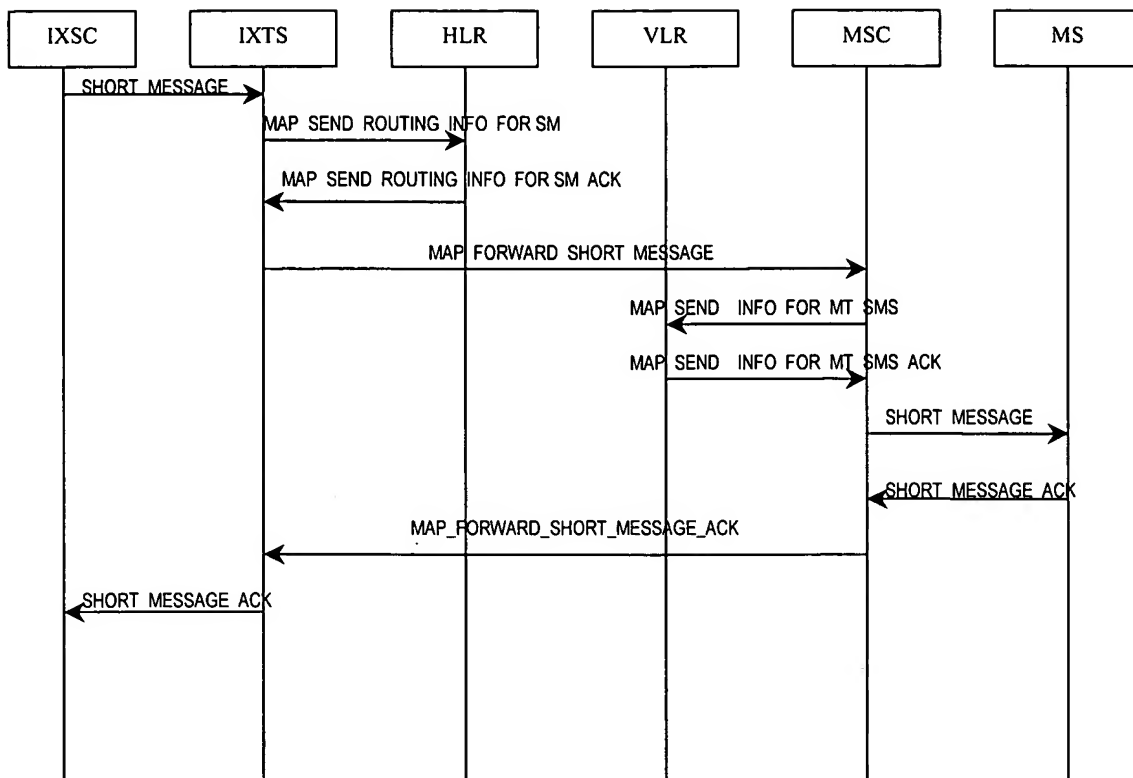 IXSC IXTS HLR VLR MSC MS
SHORT MESSAGE
MAP SEND ROUTING INFO FOR SM
MAP SEND ROUTING INFO FOR SM ACK
MAP FORWARD SHORT MESSAGE
MAP SEND INFO FOR MT SMS
MAP SEND INFO FOR MT SMS ACK
SHORT MESSAGE
SHORT MESSAGE ACK
MAP_FORWARD_SHORT_MESSAGE_ACK
SHORT MESSAGE ACK